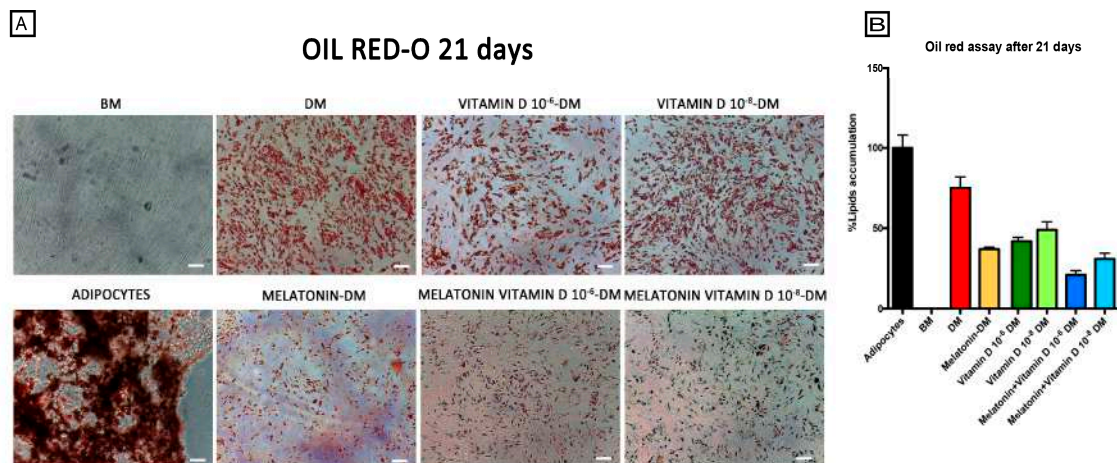 A
OIL RED-O 21 days
BM
DM
VITAMIN D 10⁻⁶-DM
VITAMIN D 10⁻⁸-DM
ADIPOCYTES
MELATONIN-DM
MELATONIN VITAMIN D 10⁻⁶-DM
MELATONIN VITAMIN D 10⁻⁸-DM
B
Oil red assay after 21 days
%Lipids accumulation
150
100
50
0
Adipocytes
BM
DM
Melatonin-DM
Vitamin D 10⁻⁶ DM
Vitamin D 10⁻⁸ DM
Melatonin+Vitamin D 10⁻⁶ DM
Melatonin+Vitamin D 10⁻⁸ DM